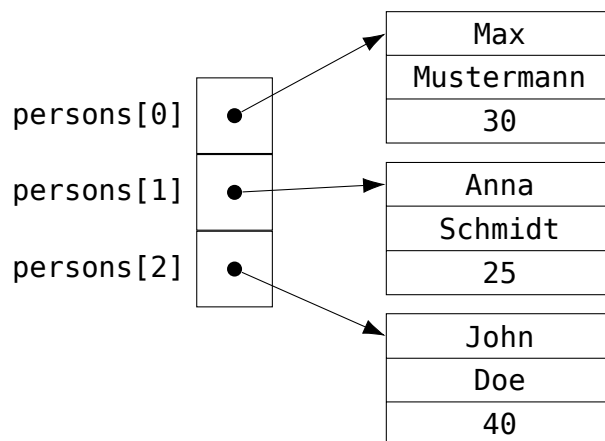 persons[0]
persons[1]
persons[2]
Max
Mustermann
30
Anna
Schmidt
25
John
Doe
40